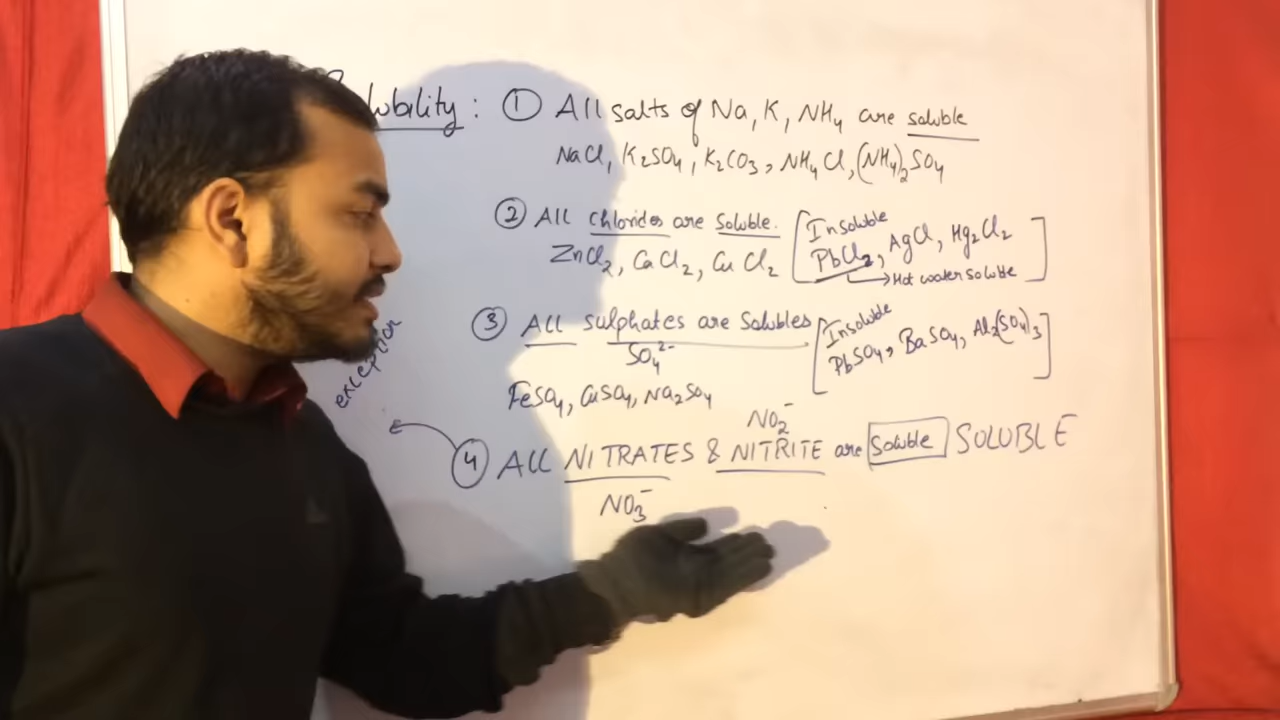 lubility : ① All salts of Na, K, NH₄ are soluble
NaCl, K₂SO₄, K₂CO₃, NH₄Cl, (NH₄)₂SO₄
② All chlorides are Soluble.
ZnCl₂, CaCl₂, CuCl₂
[Insoluble
PbCl₂, AgCl, Hg₂Cl₂]
→ Hot water soluble
③ All sulphates are Solubles
SO₄²⁻
FeSO₄, CuSO₄, Na₂SO₄
[Insoluble
PbSO₄, BaSO₄, Al₂(SO₄)₃]
exception
NO₂⁻
④ ALL NITRATES & NITRITE are Soluble SOLUBLE
NO₃⁻